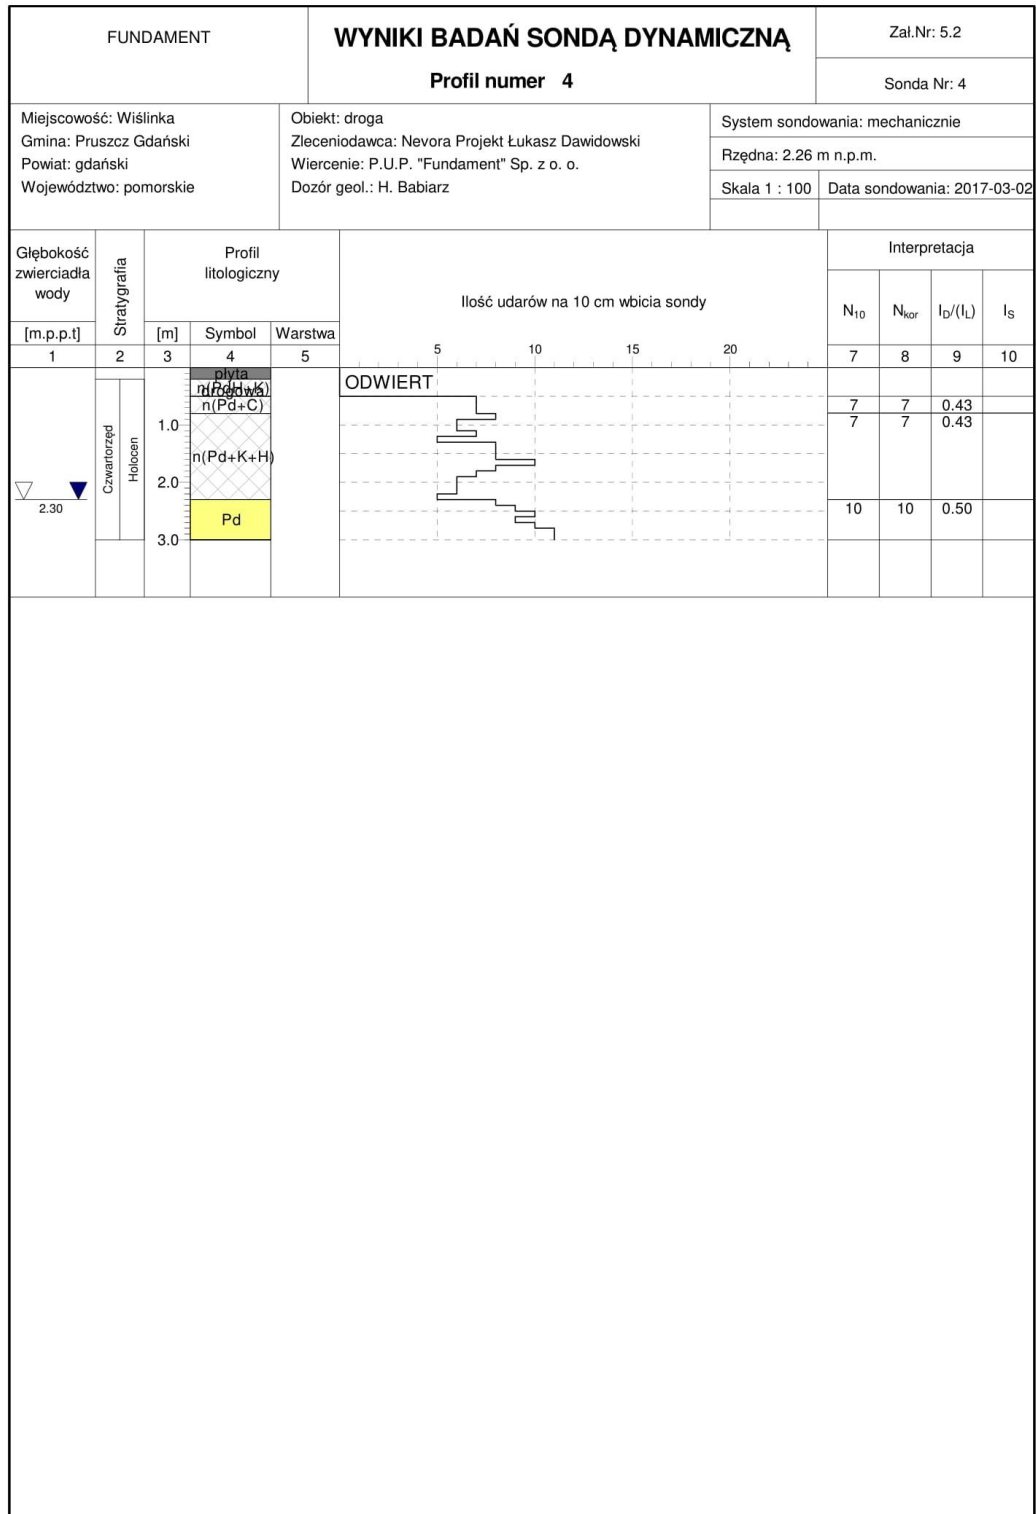 FUNDAMENT
WYNIKI BADAŃ SONDĄ DYNAMICZNĄ
Profil numer 4
Zał.Nr: 5.2
Sonda Nr: 4
Miejscowość: Wiślinka
Gmina: Pruszcz Gdański
Powiat: gdański
Województwo: pomorskie
Obiekt: droga
Zleceniodawca: Nevora Projekt Łukasz Dawidowski
Wiercenie: P.U.P. "Fundament" Sp. z o. o.
Dozór geol.: H. Babiarz
System sondowania: mechanicznie
Rzędna: 2.26 m n.p.m.
Skala 1 : 100 Data sondowania: 2017-03-02
Głębokość zwierciadła wody
[m.p.p.t]
Stratygrafia
Profil litologiczny
[m] Symbol Warstwa
Ilość udarów na 10 cm wbicia sondy
5 10 15 20
Interpretacja
N10 Nkor ID/(IL) IS
1 2 3 4 5 7 8 9 10
płyta
drogowa
n(PdH+K)
n(Pd+C)
n(Pd+K+H)
Pd
ODWIERT
1.0
2.0
3.0
Czwartorzęd
Holocen
2.30
7 7 0.43
7 7 0.43
10 10 0.50